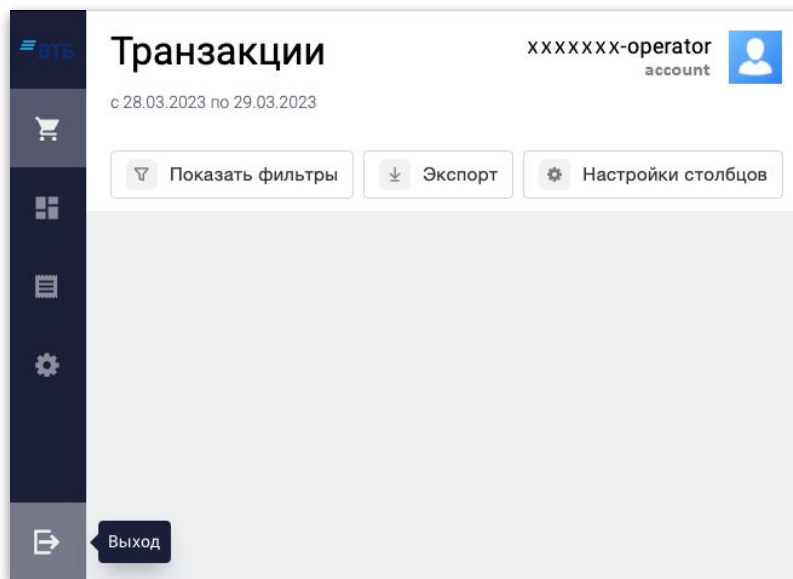 ВТБ
Транзакции
xxxxxxx-operator
account
с 28.03.2023 по 29.03.2023
Показать фильтры
Экспорт
Настройки столбцов
Выход